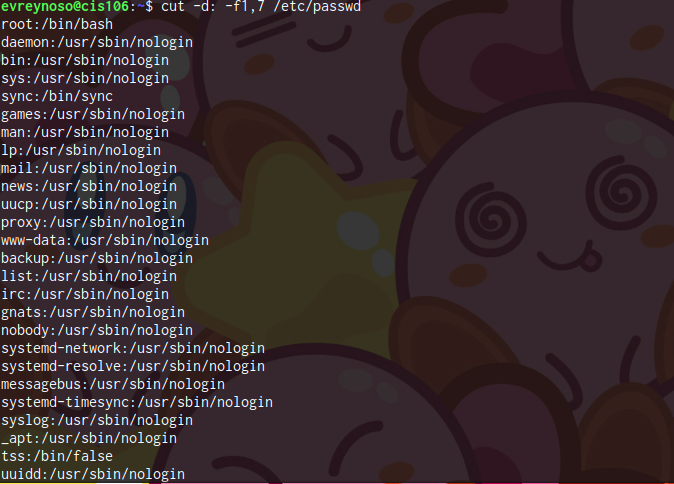 evreynoso@cis106:~$ cut -d: -f1,7 /etc/passwd
root:/bin/bash
daemon:/usr/sbin/nologin
bin:/usr/sbin/nologin
sys:/usr/sbin/nologin
sync:/bin/sync
games:/usr/sbin/nologin
man:/usr/sbin/nologin
lp:/usr/sbin/nologin
mail:/usr/sbin/nologin
news:/usr/sbin/nologin
uucp:/usr/sbin/nologin
proxy:/usr/sbin/nologin
www-data:/usr/sbin/nologin
backup:/usr/sbin/nologin
list:/usr/sbin/nologin
irc:/usr/sbin/nologin
gnats:/usr/sbin/nologin
nobody:/usr/sbin/nologin
systemd-network:/usr/sbin/nologin
systemd-resolve:/usr/sbin/nologin
messagebus:/usr/sbin/nologin
systemd-timesync:/usr/sbin/nologin
syslog:/usr/sbin/nologin
_apt:/usr/sbin/nologin
tss:/bin/false
uuidd:/usr/sbin/nologin